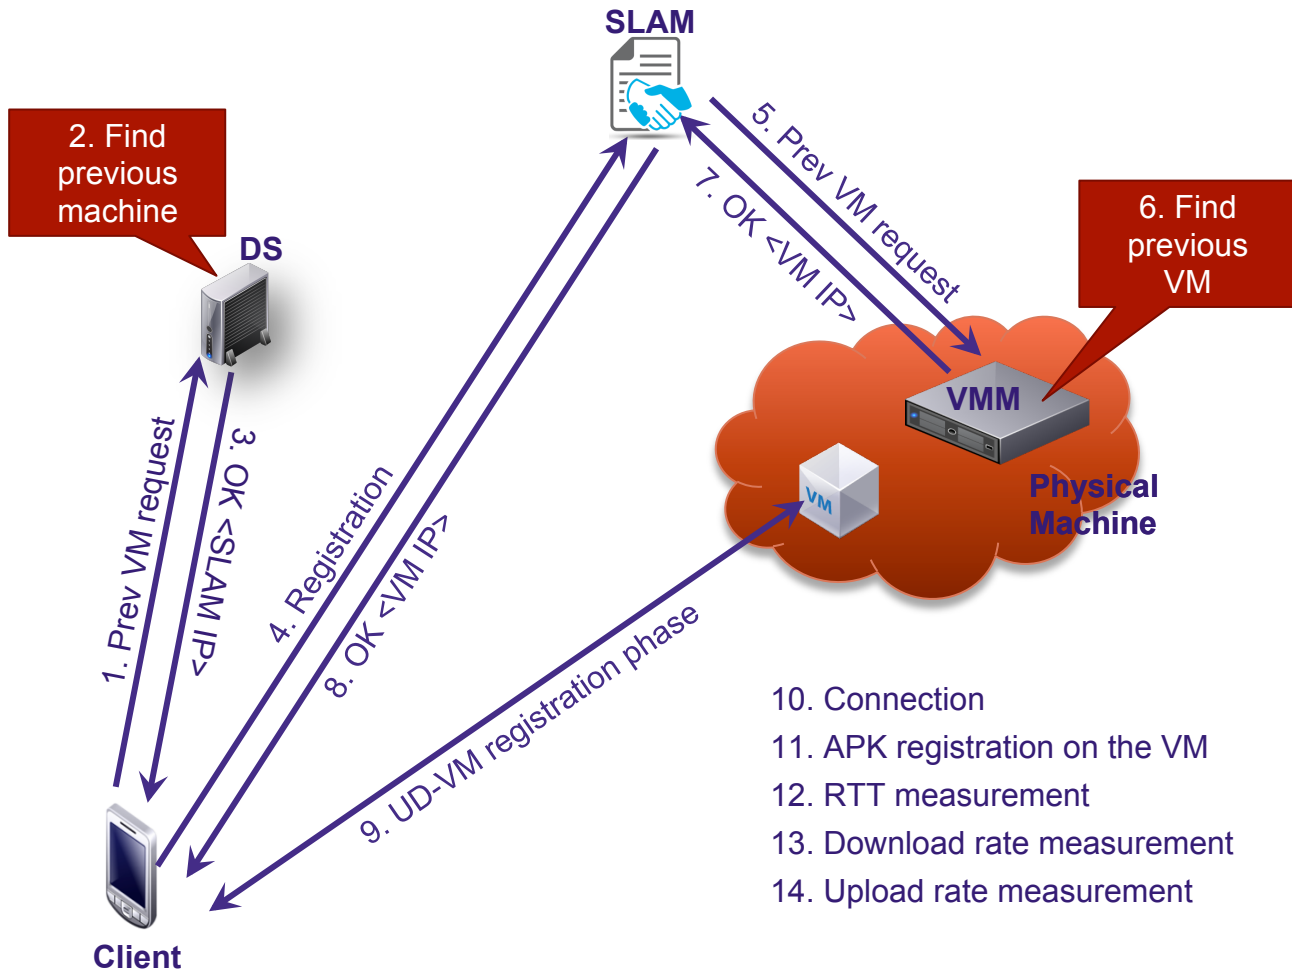 SLAM
2. Find
previous
machine
DS
5. Prev VM request
7. OK <VM IP>
6. Find
previous
VM
VMM
Physical
Machine
VM
1. Prev VM request
3. OK <SLAM IP>
4. Registration
8. OK <VM IP>
9. UD-VM registration phase
10. Connection
11. APK registration on the VM
12. RTT measurement
13. Download rate measurement
14. Upload rate measurement
Client